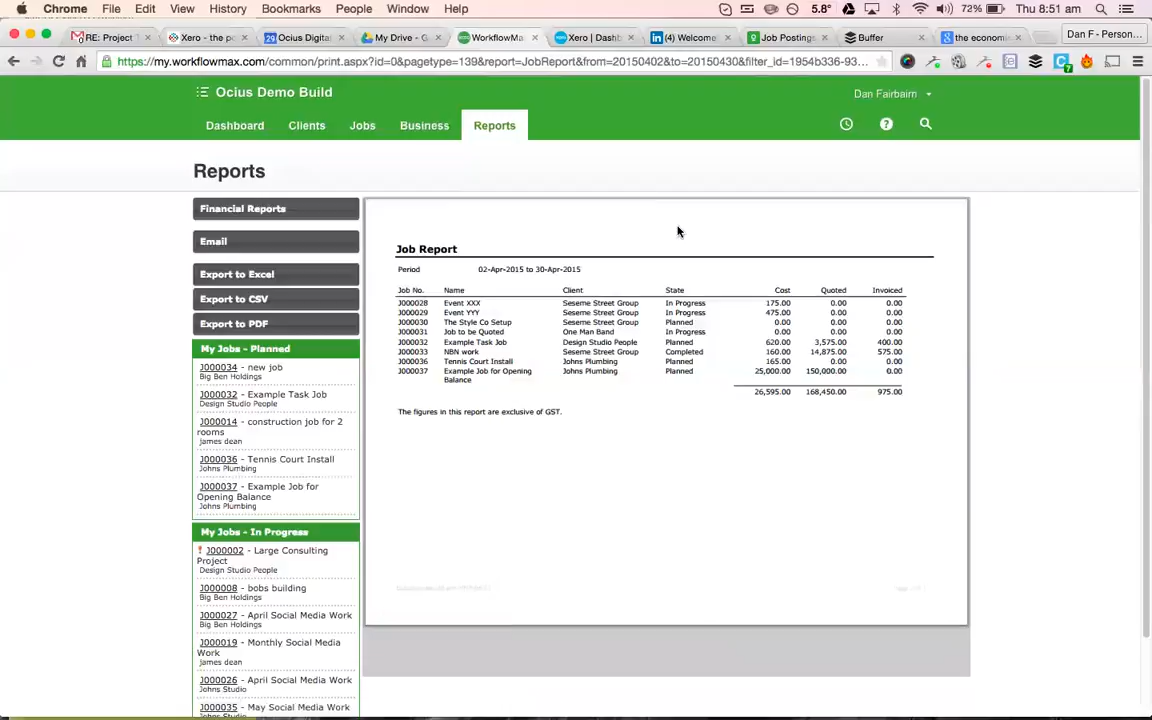 Chrome File Edit View History Bookmarks People Window Help 5.8° 72% Thu 8:51 am
RE: Project T Xero - the p 29 Ocius Digita My Drive - G WorkflowMa Xero | Dashb (4) Welcome Job Postings Buffer the economi Dan F - Person...
https://my.workflowmax.com/common/print.aspx?id=0&pagetype=139&report=JobReport&from=20150402&to=20150430&filter_id=1954b336-93... 7
Ocius Demo Build
Dan Fairbairn
Dashboard Clients Jobs Business Reports
Reports
Financial Reports
Email
Export to Excel
Export to CSV
Export to PDF
My Jobs - Planned
J000034 - new job
Big Ben Holdings
J000032 - Example Task Job
Design Studio People
J000014 - construction job for 2
rooms
james dean
J000036 - Tennis Court Install
Johns Plumbing
J000037 - Example Job for
Opening Balance
Johns Plumbing
My Jobs - In Progress
! J000002 - Large Consulting
Project
Design Studio People
J000008 - bobs building
Big Ben Holdings
J000027 - April Social Media Work
Big Ben Holdings
J000019 - Monthly Social Media
Work
james dean
J000026 - April Social Media Work
Johns Studio
J000035 - May Social Media Work
Job Report
Period 02-Apr-2015 to 30-Apr-2015
Job No. Name Client State Cost Quoted Invoiced
J000028 Event XXX Seseme Street Group In Progress 175.00 0.00 0.00
J000029 Event YYY Seseme Street Group In Progress 475.00 0.00 0.00
J000030 The Style Co Setup Seseme Street Group Planned 0.00 0.00 0.00
J000031 Job to be Quoted One Man Band In Progress 0.00 0.00 0.00
J000032 Example Task Job Design Studio People Planned 620.00 3,575.00 400.00
J000033 NBN work Seseme Street Group Completed 160.00 14,875.00 575.00
J000036 Tennis Court Install Johns Plumbing Planned 165.00 0.00 0.00
J000037 Example Job for Opening Johns Plumbing Planned 25,000.00 150,000.00 0.00
Balance
26,595.00 168,450.00 975.00
The figures in this report are exclusive of GST.